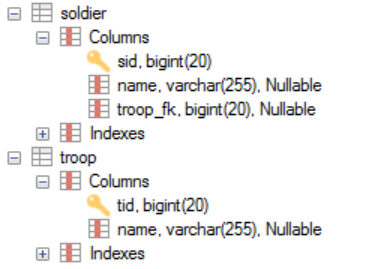 soldier
Columns
sid, bigint(20)
name, varchar(255), Nullable
troop_fk, bigint(20), Nullable
Indexes
troop
Columns
tid, bigint(20)
name, varchar(255), Nullable
Indexes